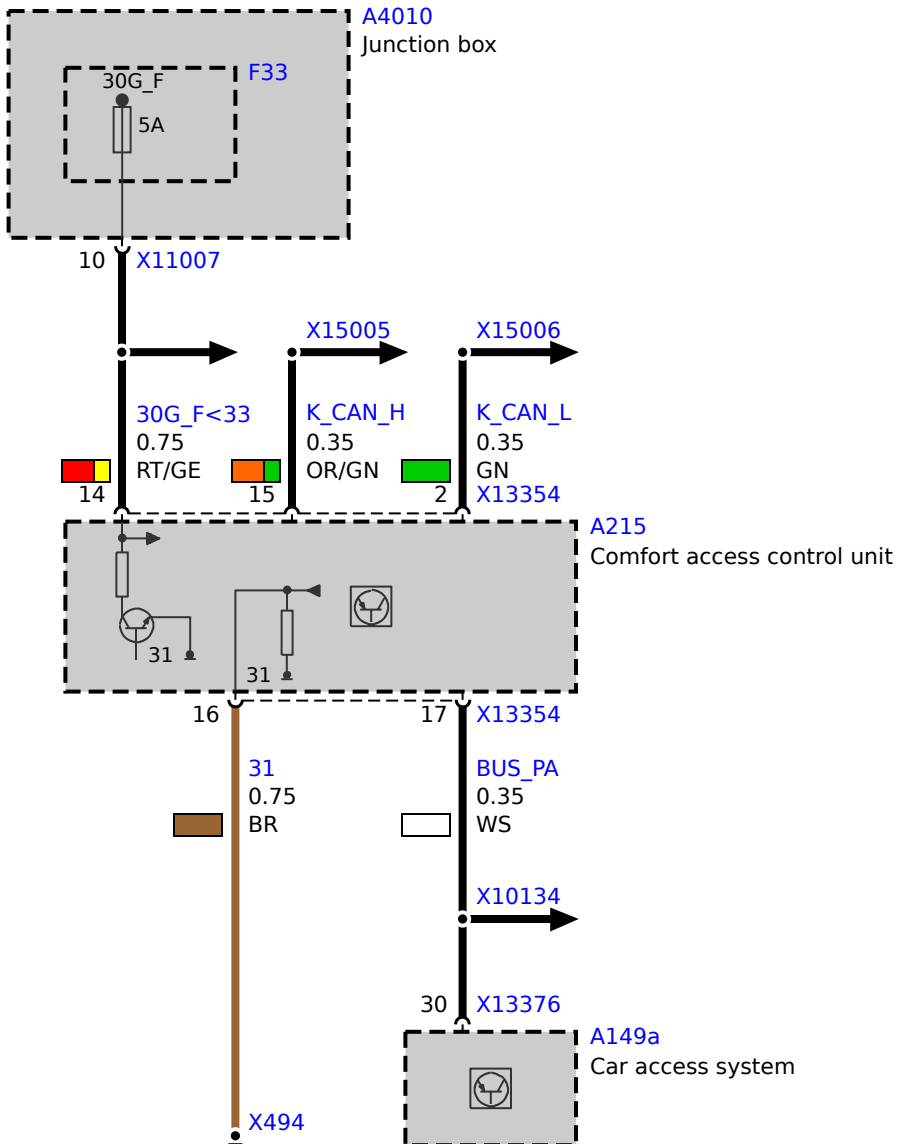 A4010
Junction box
30G_F
F33
5A
10 X11007
X15005
X15006
30G_F<33
0.75
RT/GE
14
K_CAN_H
0.35
OR/GN
15
K_CAN_L
0.35
GN
2 X13354
A215
Comfort access control unit
31
31
16
17 X13354
31
0.75
BR
BUS_PA
0.35
WS
X10134
30 X13376
A149a
Car access system
X494